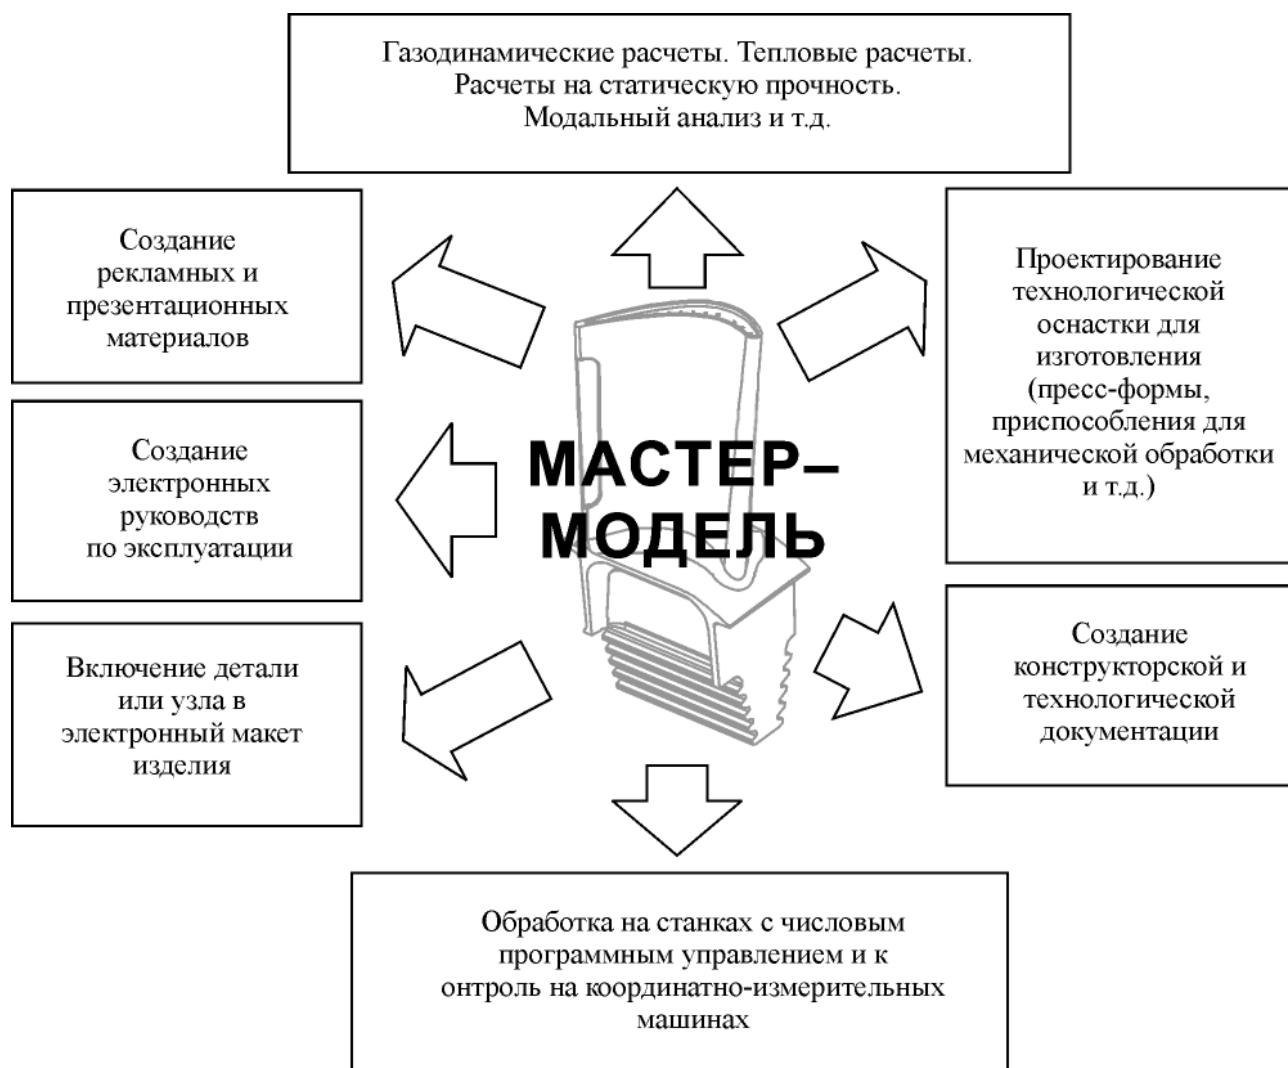 Газодинамические расчеты. Тепловые расчеты.
Расчеты на статическую прочность.
Модальный анализ и т.д.
Создание
рекламных и
презентационных
материалов
Проектирование
технологической
оснастки для
изготовления
(пресс-формы,
приспособления для
механической обработки
и т.д.)
Создание
электронных
руководств
по эксплуатации
МАСТЕР–
МОДЕЛЬ
Включение детали
или узла в
электронный макет
изделия
Создание
конструкторской и
технологической
документации
Обработка на станках с числовым
программным управлением и к
онтроль на координатно-измерительных
машинах